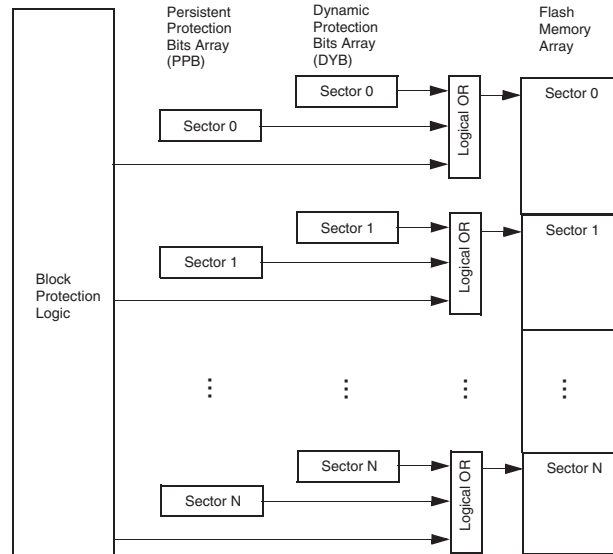 Persistent
Protection
Bits Array
(PPB)
Dynamic
Protection
Bits Array
(DYB)
Flash
Memory
Array
Sector 0
Sector 0
Logical OR
Sector 0
Sector 1
Sector 1
Logical OR
Sector 1
Block
Protection
Logic
Sector N
Sector N
Logical OR
Sector N